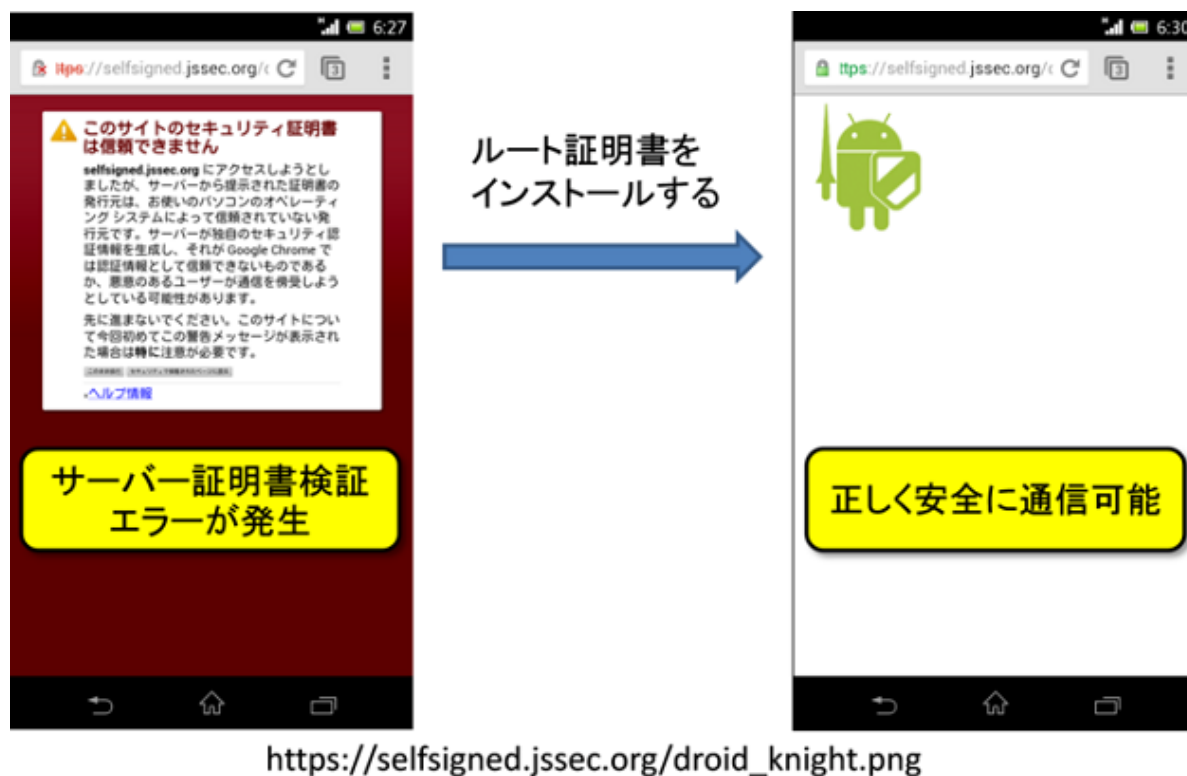 6:27
ttps://selfsigned.jssec.org/c
3
このサイトのセキュリティ証明書
は信頼できません
selfsigned.jssec.org にアクセスしようとし
ましたが、サーバーから提示された証明書の
発行元は、お使いのパソコンのオペレーティ
ング システムによって信頼されていない発
行元です。サーバーが独自のセキュリティ認
証情報を生成し、それが Google Chrome で
は認証情報として信頼できないものである
か、悪意のあるユーザーが通信を傍受しよう
としている可能性があります。
先に進まないでください。このサイトについ
て今回初めてこの警告メッセージが表示され
た場合は特に注意が必要です。
ヘルプ情報
サーバー証明書検証
エラーが発生
ルート証明書を
インストールする
6:30
ttps://selfsigned.jssec.org/c
3
正しく安全に通信可能
https://selfsigned.jssec.org/droid_knight.png